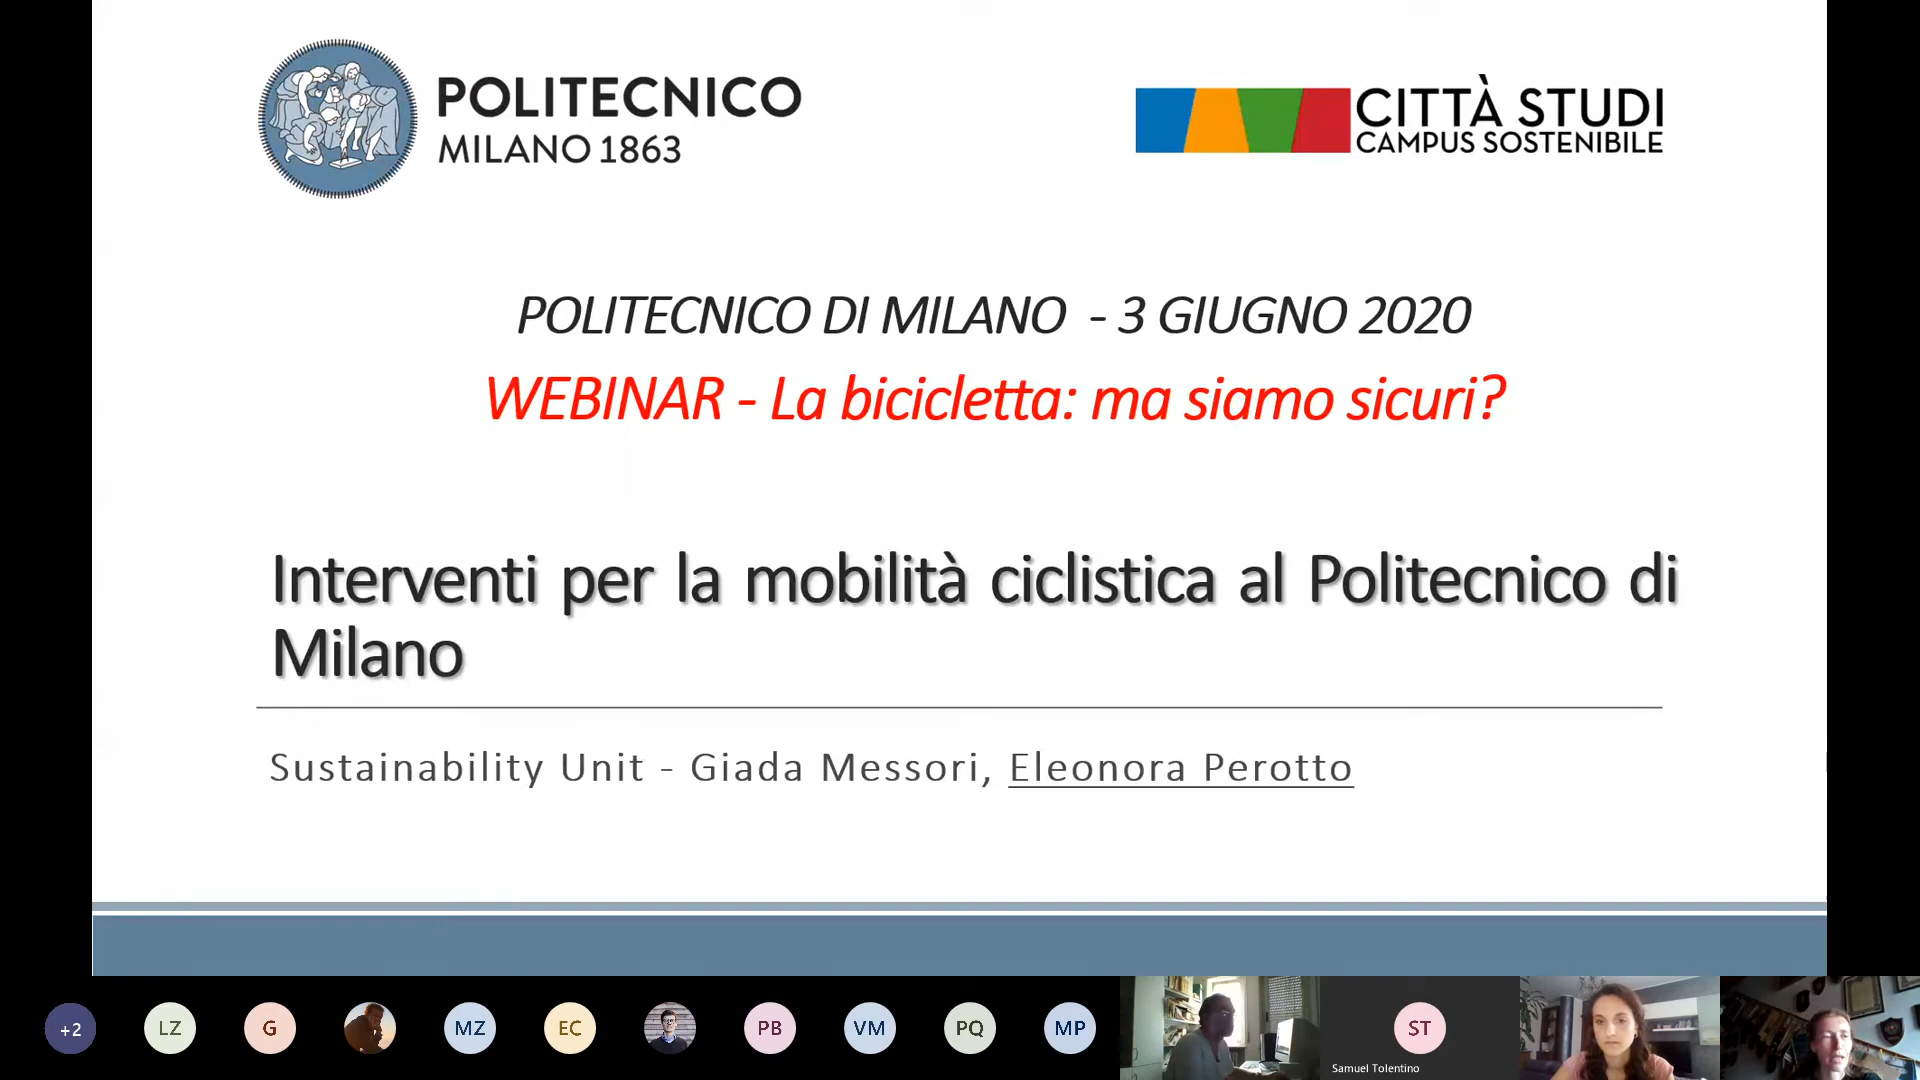 POLITECNICO
MILANO 1863
CITTÀ STUDI
CAMPUS SOSTENIBILE
POLITECNICO DI MILANO - 3 GIUGNO 2020
WEBINAR - La bicicletta: ma siamo sicuri?
Interventi per la mobilità ciclistica al Politecnico di
Milano
Sustainability Unit - Giada Messori, Eleonora Perotto
+2
LZ
G
MZ
EC
PB
VM
PQ
MP
ST
Samuel Tolentino